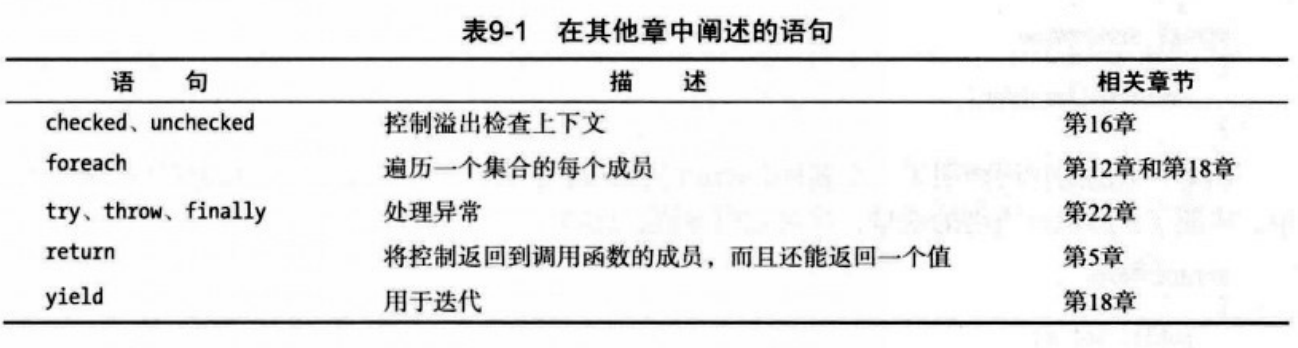 表9-1 在其他章中阐述的语句
语 句 描 述 相关章节
checked、unchecked 控制溢出检查上下文 第16章
foreach 遍历一个集合的每个成员 第12章和第18章
try、throw、finally 处理异常 第22章
return 将控制返回到调用函数的成员，而且还能返回一个值 第5章
yield 用于迭代 第18章